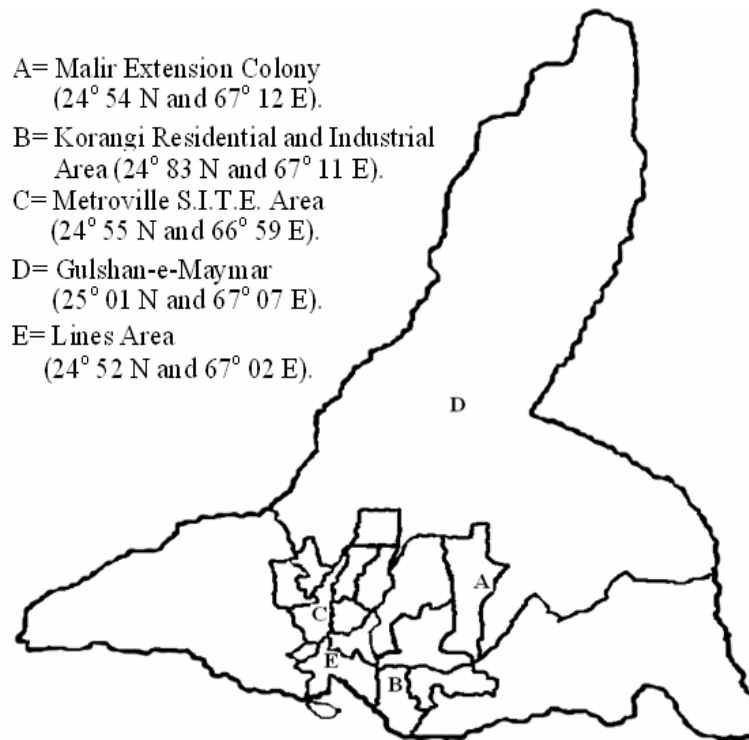 A= Malir Extension Colony
(24° 54 N and 67° 12 E).
B= Korangi Residential and Industrial
Area (24° 83 N and 67° 11 E).
C= Metroville S.I.T.E. Area
(24° 55 N and 66° 59 E).
D= Gulshan-e-Maymar
(25° 01 N and 67° 07 E).
E= Lines Area
(24° 52 N and 67° 02 E).
D
A
C
E
B